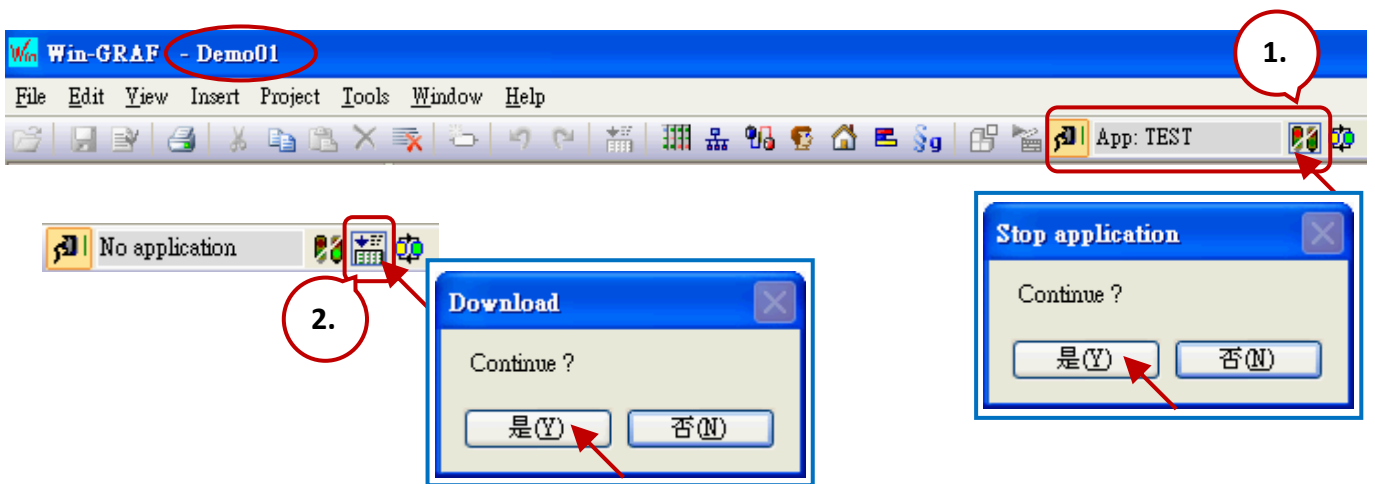 Win Win-GRAF - Demo01
File Edit View Insert Project Tools Window Help
§g App: TEST
1.
Stop application
Continue ?
是(Y) 否(N)
No application
2.
Download
Continue ?
是(Y) 否(N)